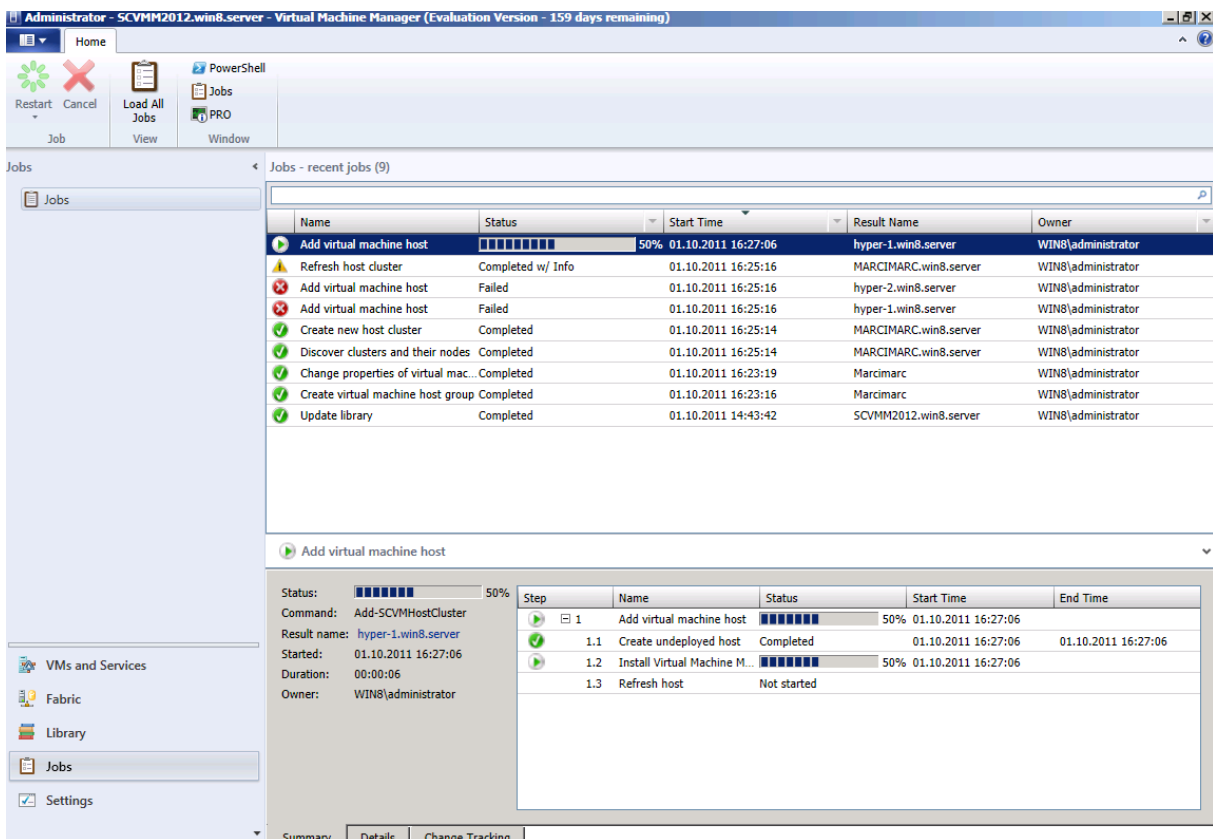 Administrator - SCVMM2012.win8.server - Virtual Machine Manager (Evaluation Version - 159 days remaining)
Home
Restart Cancel
Load All Jobs
PowerShell
Jobs
PRO
Job View Window
Jobs
Jobs - recent jobs (9)
Jobs
Name Status Start Time Result Name Owner
Add virtual machine host 50% 01.10.2011 16:27:06 hyper-1.win8.server WIN8\administrator
Refresh host cluster Completed w/ Info 01.10.2011 16:25:16 MARCIMARC.win8.server WIN8\administrator
Add virtual machine host Failed 01.10.2011 16:25:16 hyper-2.win8.server WIN8\administrator
Add virtual machine host Failed 01.10.2011 16:25:16 hyper-1.win8.server WIN8\administrator
Create new host cluster Completed 01.10.2011 16:25:14 MARCIMARC.win8.server WIN8\administrator
Discover clusters and their nodes Completed 01.10.2011 16:25:14 MARCIMARC.win8.server WIN8\administrator
Change properties of virtual mac... Completed 01.10.2011 16:23:19 Marcimarc WIN8\administrator
Create virtual machine host group Completed 01.10.2011 16:23:16 Marcimarc WIN8\administrator
Update library Completed 01.10.2011 14:43:42 SCVMM2012.win8.server WIN8\administrator
Add virtual machine host
Status: 50%
Command: Add-SCVMHostCluster
Result name: hyper-1.win8.server
Started: 01.10.2011 16:27:06
Duration: 00:00:06
Owner: WIN8\administrator
Step Name Status Start Time End Time
1 Add virtual machine host 50% 01.10.2011 16:27:06
1.1 Create undeployed host Completed 01.10.2011 16:27:06 01.10.2011 16:27:06
1.2 Install Virtual Machine M... 50% 01.10.2011 16:27:06
1.3 Refresh host Not started
VMs and Services
Fabric
Library
Jobs
Settings
Summary Details Change Tracking